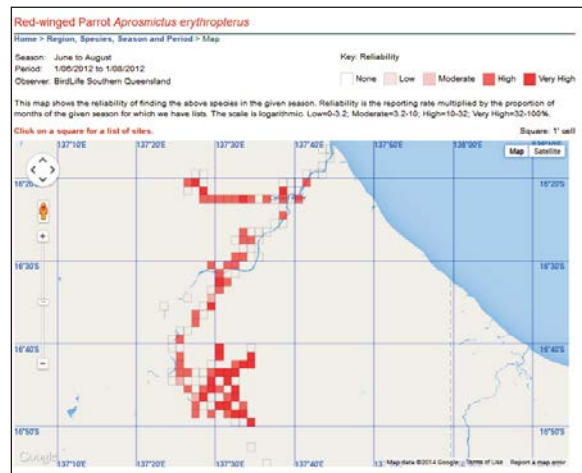 Red-winged Parrot Aprosmictus erythropterus
Home > Region, Species, Season and Period > Map
Season: June to August
Period: 1/06/2012 to 1/08/2012
Observer: BirdLife Southern Queensland
Key: Reliability
None Low Moderate High Very High
This map shows the reliability of finding the above species in the given season. Reliability is the reporting rate multiplied by the proportion of
months of the given season for which we have lists. The scale is logarithmic. Low=0-3.2; Moderate=3.2-10; High=10-32; Very High=32-100%.
Click on a square for a list of sites.
Square: 1' cell
137°10'E 137°20'E 137°30'E 137°40'E 137°50'E 138°00'E
Map Satellite
16°20'S 16°20'S
16°30'S 16°30'S
16°40'S 16°40'S
16°50'S 16°50'S
Google
137°10'E 137°20'E 137°30'E 137°40'E
Map data ©2014 Google Terms of Use Report a map error